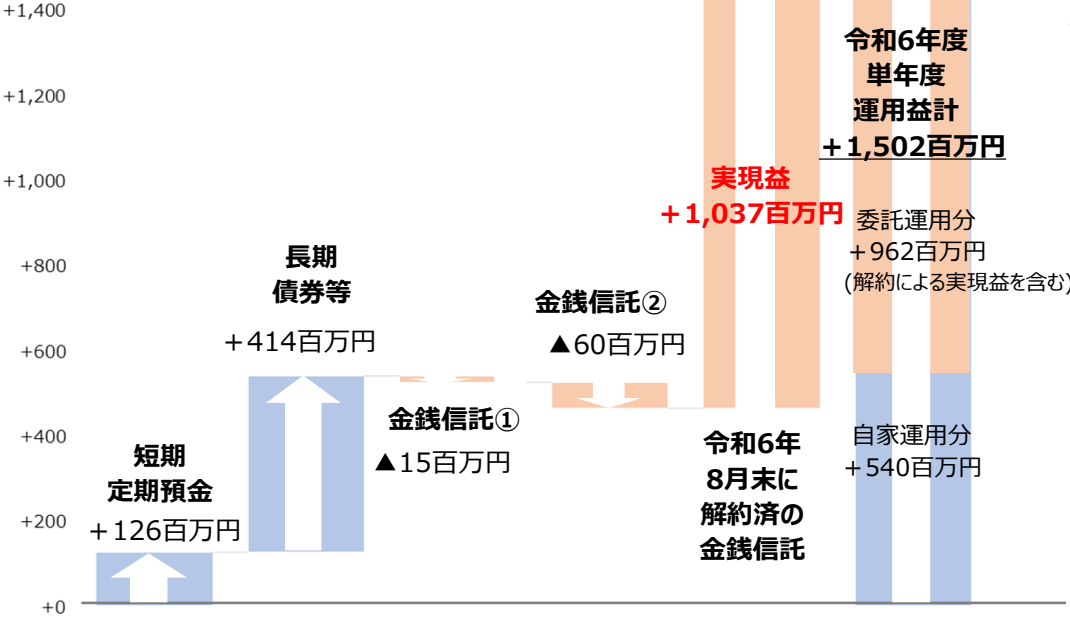 +1,400
+1,200
+1,000
+800
+600
+400
+200
+0
短期
定期預金
＋126百万円
長期
債券等
＋414百万円
金銭信託①
▲15百万円
金銭信託②
▲60百万円
実現益
＋1,037百万円
令和6年
8月末に
解約済の
金銭信託
令和6年度
単年度
運用益計
＋1,502百万円
委託運用分
＋962百万円
(解約による実現益を含む)
自家運用分
＋540百万円